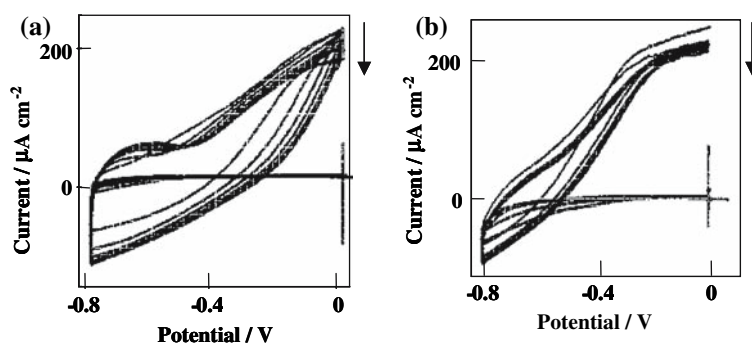 (a)
200
0
Current / μA cm-2
-0.8
-0.4
0
Potential / V
(b)
200
0
Current / μA cm-2
-0.8
-0.4
0
Potential / V